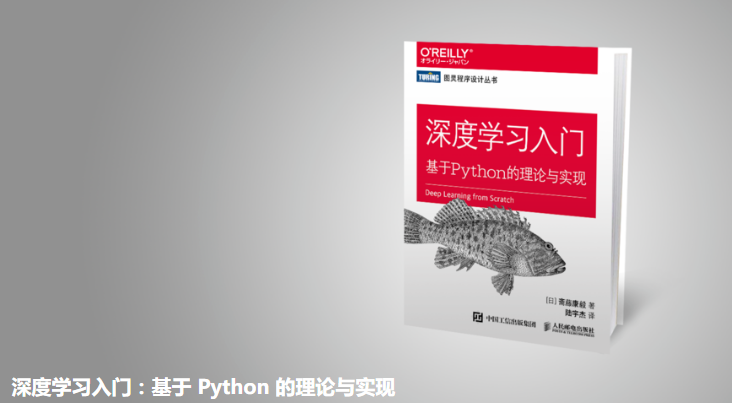 O'REILLY®
オライリー・ジャパン
TURING 图灵程序设计丛书
深度学习入门
基于Python的理论与实现
Deep Learning from Scratch
[日] 斋藤康毅 著
陆宇杰 译
中国工信出版集团 人民邮电出版社
深度学习入门：基于 Python 的理论与实现